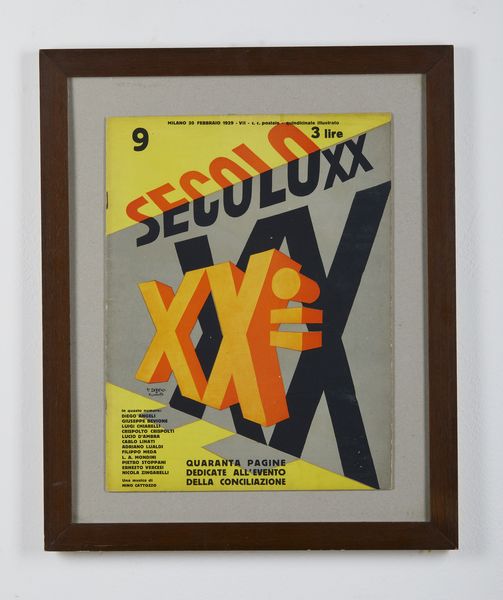 MILANO 20 FEBBRAIO 1929 - VII - c. c. postale - quindicinale illustrato
9
3 lire
SECOLO XX
XX
In questo numero:
DIEGO ANGELI
GIUSEPPE BEVIONE
LUIGI CHIARELLI
CRISPOLTO CRISPOLTI
LUCIO D'AMBRA
CARLO LINATI
ADRIANO LUALDI
FILIPPO MEDA
L. A. MONDINI
PIETRO STOPPANI
ERNESTO VERCESI
NICOLA ZINGARELLI
Una musica di
NINO CATTOZZO
QUARANTA PAGINE
DEDICATE ALL'EVENTO
DELLA CONCILIAZIONE